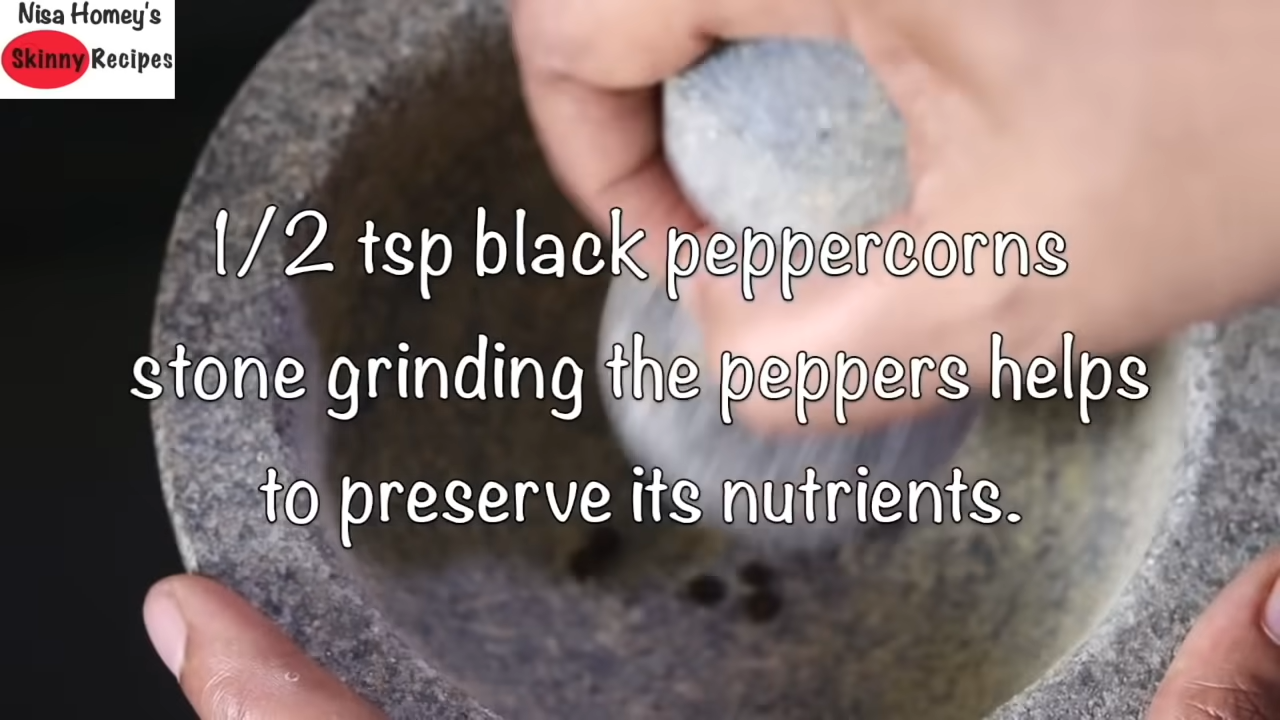 Nisa Homey's
Skinny Recipes
1/2 tsp black peppercorns
stone grinding the peppers helps
to preserve its nutrients.